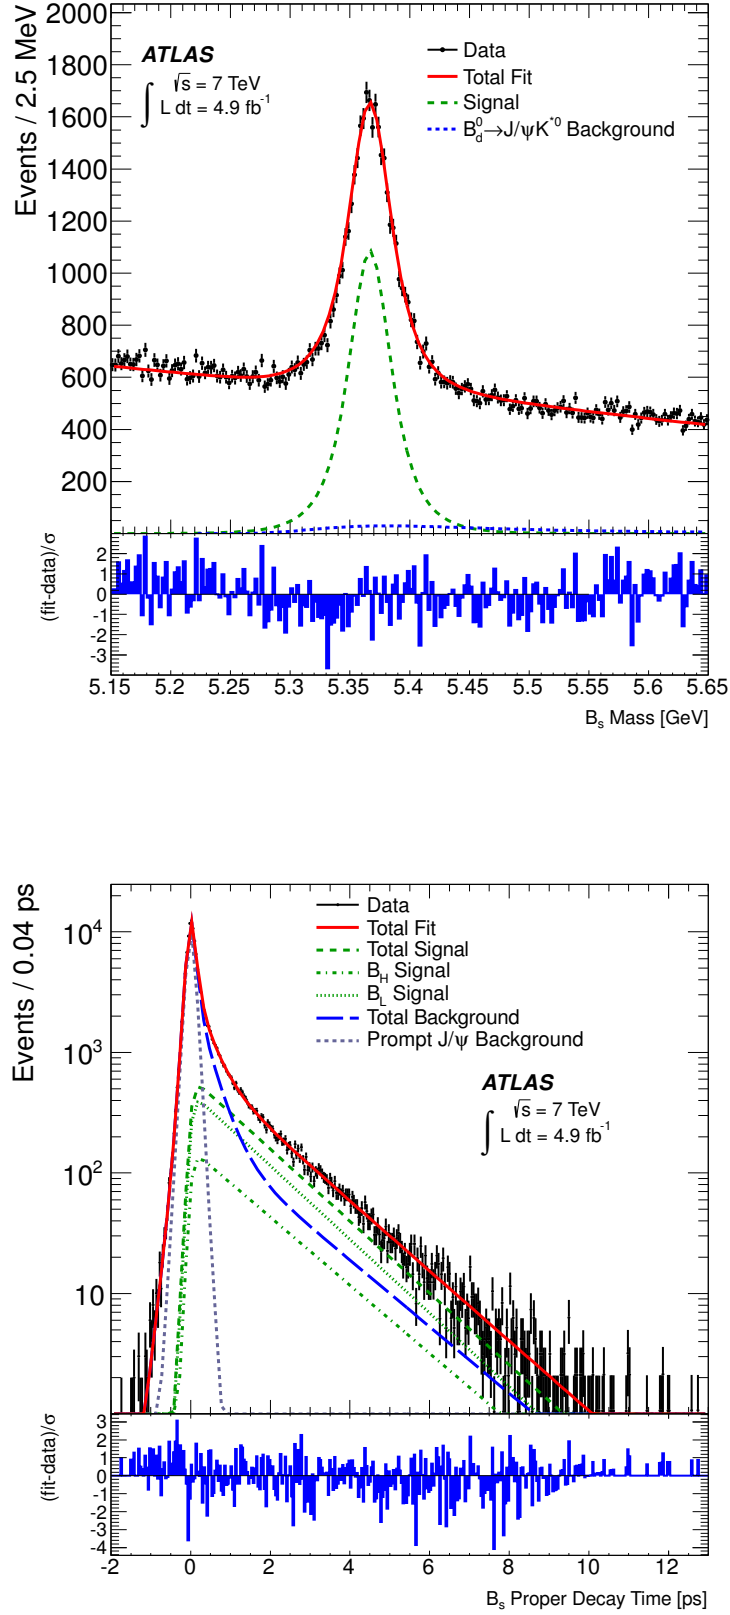 Events / 2.5 MeV
2000
1800
1600
1400
1200
1000
800
600
400
200
ATLAS
√s = 7 TeV
∫ L dt = 4.9 fb⁻¹
Data
Total Fit
Signal
B⁰_d→J/ψK*⁰ Background
(fit-data)/σ
2
1
0
-1
-2
-3
5.15 5.2 5.25 5.3 5.35 5.4 5.45 5.5 5.55 5.6 5.65
B_s Mass [GeV]
Events / 0.04 ps
10⁴
10³
10²
10
Data
Total Fit
Total Signal
B_H Signal
B_L Signal
Total Background
Prompt J/ψ Background
ATLAS
√s = 7 TeV
∫ L dt = 4.9 fb⁻¹
(fit-data)/σ
3
2
1
0
-1
-2
-3
-4
-2 0 2 4 6 8 10 12
B_s Proper Decay Time [ps]